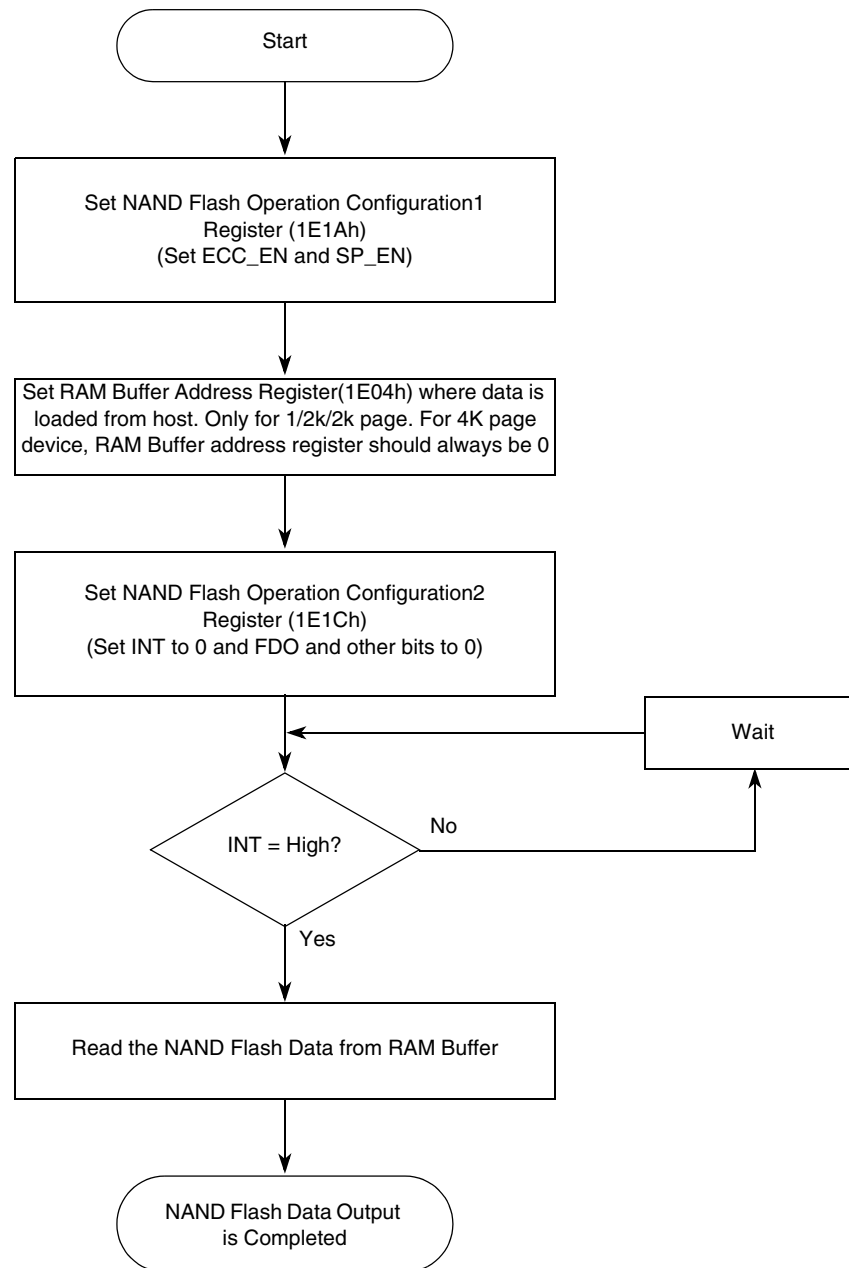 Start
Set NAND Flash Operation Configuration1
Register (1E1Ah)
(Set ECC_EN and SP_EN)
Set RAM Buffer Address Register(1E04h) where data is
loaded from host. Only for 1/2k/2k page. For 4K page
device, RAM Buffer address register should always be 0
Set NAND Flash Operation Configuration2
Register (1E1Ch)
(Set INT to 0 and FDO and other bits to 0)
Wait
INT = High?
No
Yes
Read the NAND Flash Data from RAM Buffer
NAND Flash Data Output
is Completed